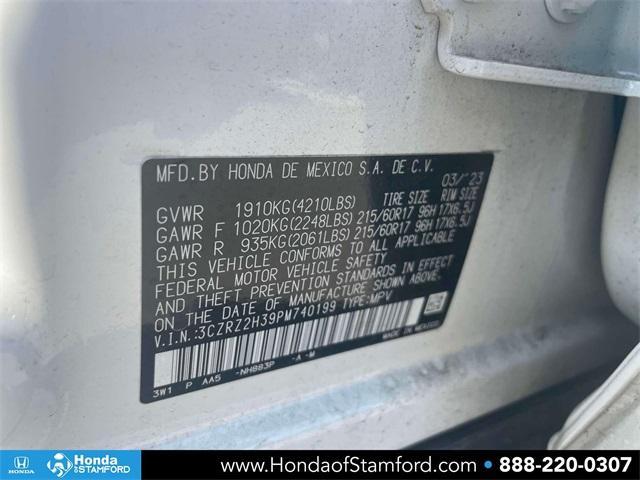 MFD.BY HONDA DE MEXICO S.A. DE C.V.
03/'23
TIRE SIZE RIM SIZE
GVWR 1910KG(4210LBS)
GAWR F 1020KG(2248LBS) 215/60R17 96H 17X6.5J
GAWR R 935KG(2061LBS) 215/60R17 96H 17X6.5J
THIS VEHICLE CONFORMS TO ALL APPLICABLE
FEDERAL MOTOR VEHICLE SAFETY
AND THEFT PREVENTION STANDARDS IN EFFECT
ON THE DATE OF MANUFACTURE SHOWN ABOVE.
V.I.N:3CZRZ2H39PM740199 TYPE:MPV
MADE IN MEXICO
3W1 P AA5 -NH883P -A -M
HONDA Honda OF STAMFORD www.HondaofStamford.com • 888-220-0307